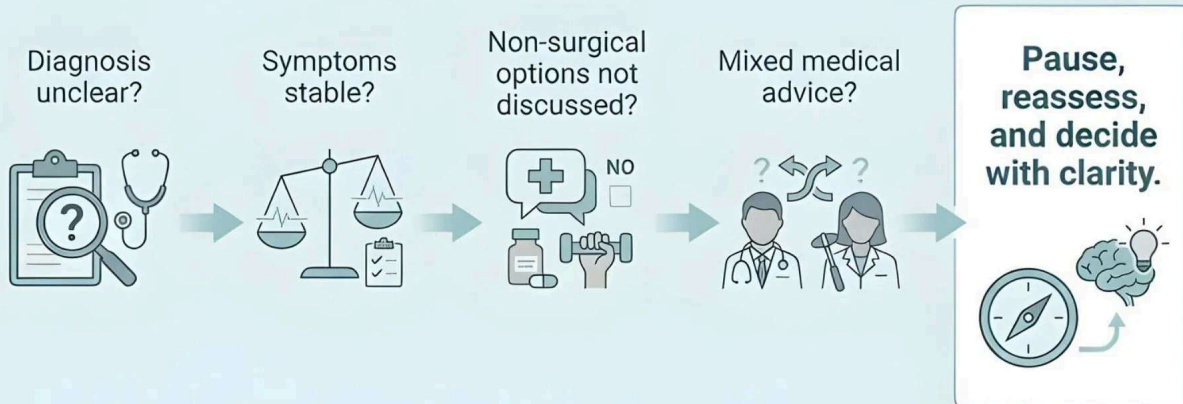 Diagnosis
unclear?
Symptoms
stable?
Non-surgical
options not
discussed?
NO
Mixed medical
advice?
Pause,
reassess,
and decide
with clarity.